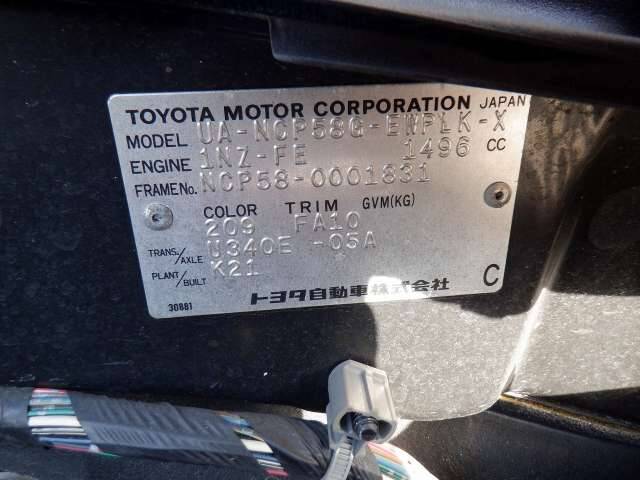 TOYOTA MOTOR CORPORATION JAPAN
MODEL UA-NCP58G-EWPLK-X
ENGINE 1NZ-FE 1496 CC
FRAME No. NCP58-0001831
COLOR TRIM GVM(KG)
209 FA10
TRANS./AXLE U340E -05A
PLANT/BUILT K21
30881 トヨタ自動車株式会社 C